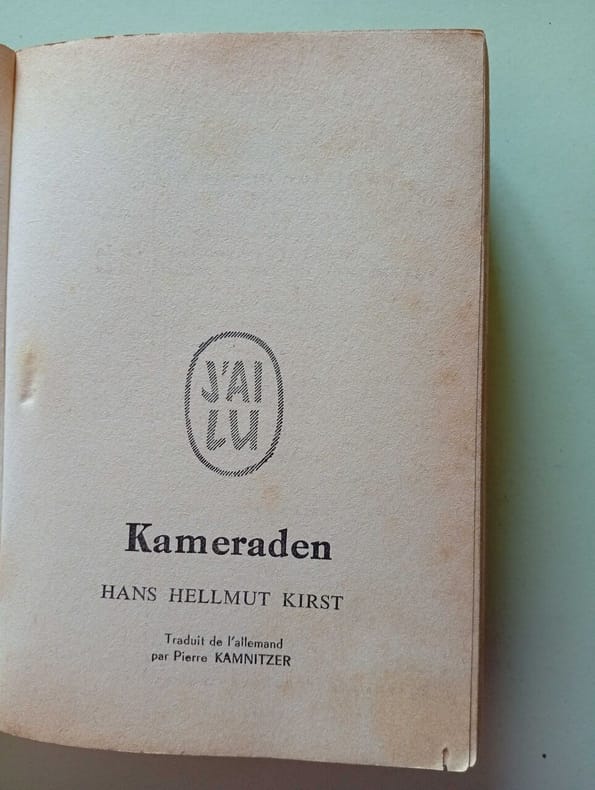 J'AI
LU
Kameraden
HANS HELLMUT KIRST
Traduit de l'allemand
par Pierre KAMNITZER